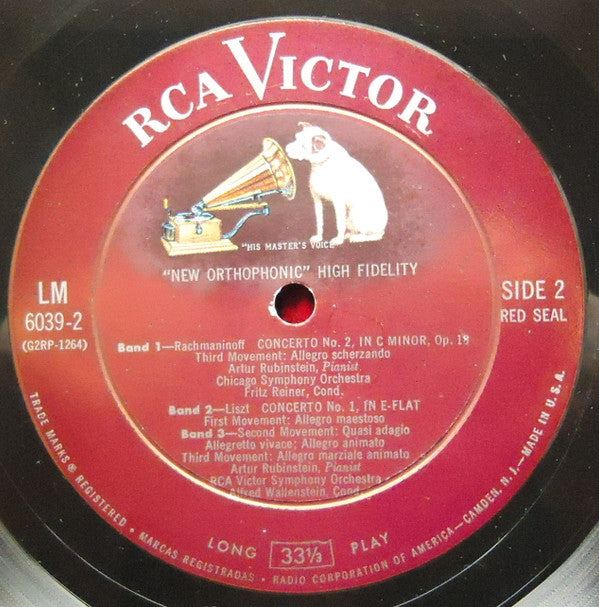 RCA VICTOR
"HIS MASTER'S VOICE"
"NEW ORTHOPHONIC" HIGH FIDELITY
LM
6039-2
(G2RP-1264)
SIDE 2
RED SEAL
Band 1—Rachmaninoff CONCERTO No. 2, IN C MINOR, Op. 18
Third Movement: Allegro scherzando
Artur Rubinstein, Pianist
Chicago Symphony Orchestra
Fritz Reiner, Cond.
Band 2—Liszt CONCERTO No. 1, IN E-FLAT
First Movement: Allegro maestoso
Band 3—Second Movement: Quasi adagio
Allegretto vivace; Allegro animato
Third Movement: Allegro marziale animato
Artur Rubinstein, Pianist
RCA Victor Symphony Orchestra
Alfred Wallenstein, Cond.
LONG 33⅓ PLAY
TRADE MARKS® REGISTERED • MARCAS REGISTRADAS • RADIO CORPORATION OF AMERICA—CAMDEN, N. J.—MADE IN U.S.A.